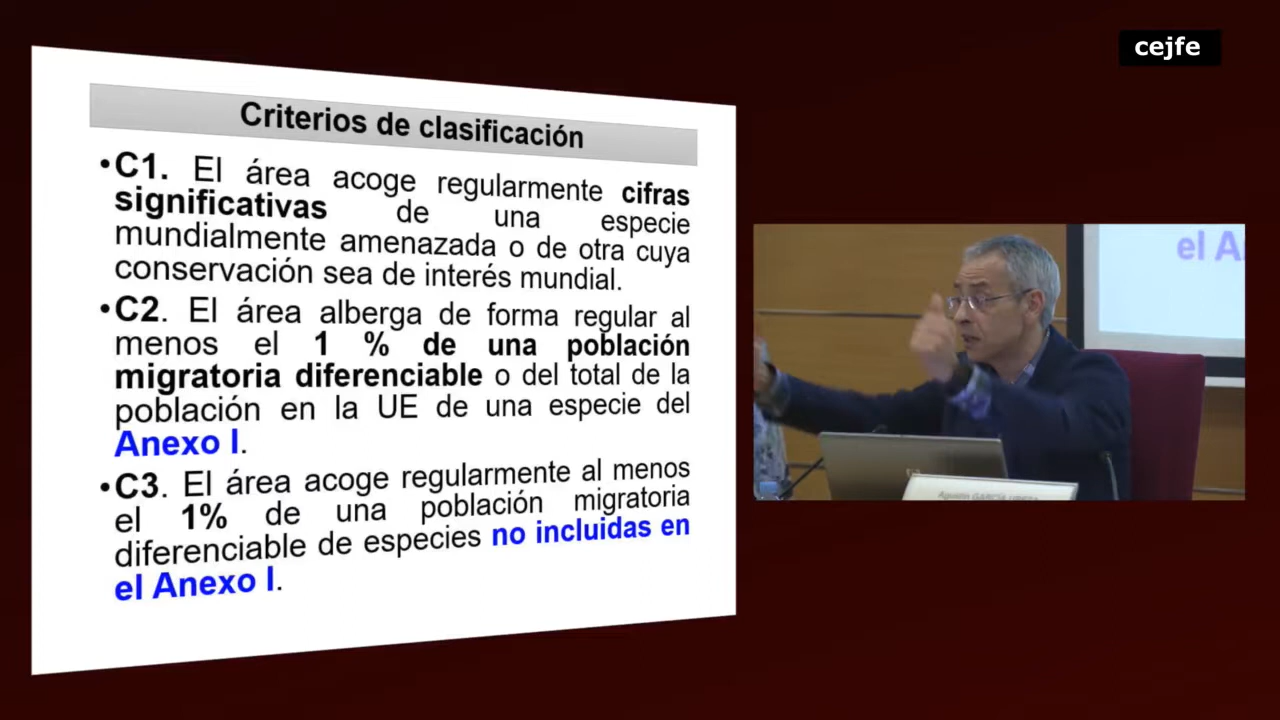 cejfe
Criterios de clasificación
•C1. El área acoge regularmente cifras
significativas de una especie
mundialmente amenazada o de otra cuya
conservación sea de interés mundial.
•C2. El área alberga de forma regular al
menos el 1 % de una población
migratoria diferenciable o del total de la
población en la UE de una especie del
Anexo I.
•C3. El área acoge regularmente al menos
el 1% de una población migratoria
diferenciable de especies no incluidas en
el Anexo I.
el A
Agustín GARCÍA